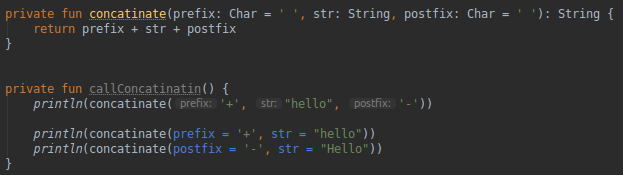 private fun concatinate(prefix: Char = ' ', str: String, postfix: Char = ' '): String {
    return prefix + str + postfix
}
private fun callConcatinatin() {
    println(concatinate( prefix: '+', str: "hello", postfix: '-'))
    println(concatinate(prefix = '+', str = "hello"))
    println(concatinate(postfix = '-', str = "Hello"))
}